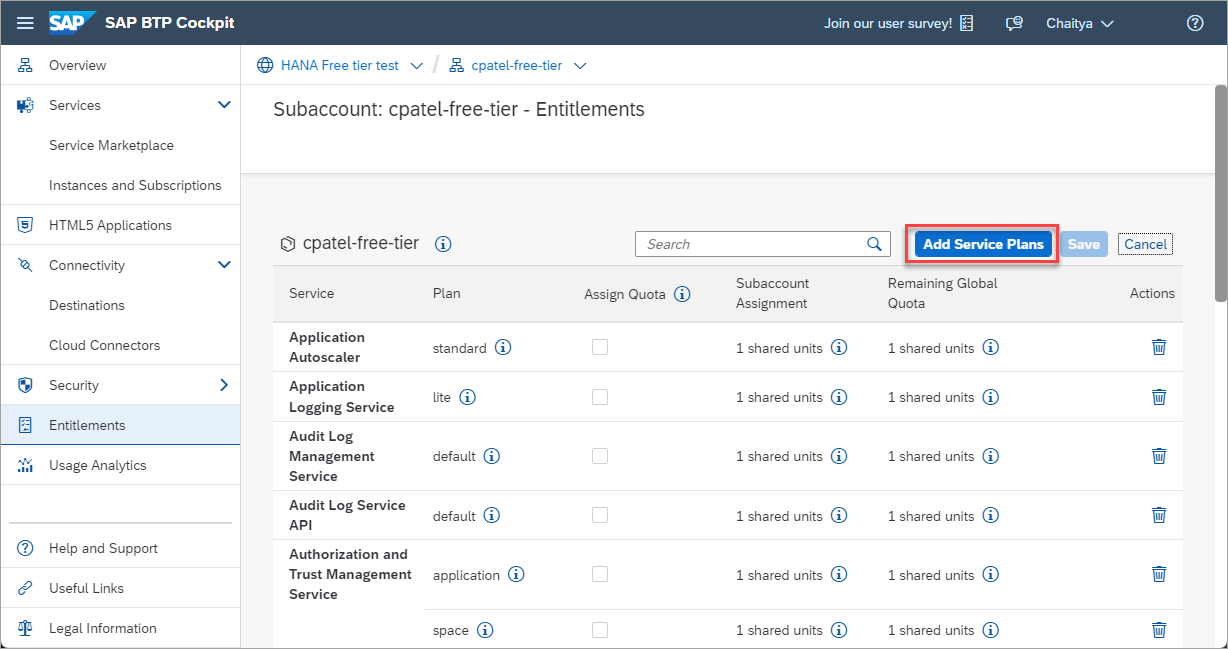 SAP SAP BTP Cockpit
Join our user survey!
Chaitya
Overview
Services
Service Marketplace
Instances and Subscriptions
HTML5 Applications
Connectivity
Destinations
Cloud Connectors
Security
Entitlements
Usage Analytics
Help and Support
Useful Links
Legal Information
HANA Free tier test / cpatel-free-tier
Subaccount: cpatel-free-tier - Entitlements
cpatel-free-tier
Search
Add Service Plans
Save
Cancel
Service
Plan
Assign Quota
Subaccount
Assignment
Remaining Global
Quota
Actions
Application
Autoscaler
standard
1 shared units
1 shared units
Application
Logging Service
lite
1 shared units
1 shared units
Audit Log
Management
Service
default
1 shared units
1 shared units
Audit Log Service
API
default
1 shared units
1 shared units
Authorization and
Trust Management
Service
application
1 shared units
1 shared units
space
1 shared units
1 shared units